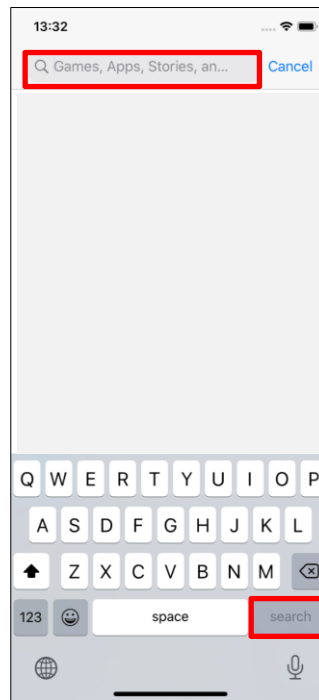 13:32
Games, Apps, Stories, an... Cancel
Q W E R T Y U I O P
A S D F G H J K L
Z X C V B N M
123 space search